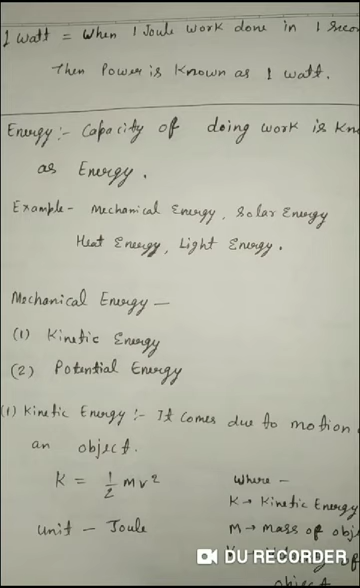 1 watt = When 1 Joule work done in 1
Then Power is Known as 1 watt.
Energy :- Capacity of doing work is
as Energy.
Example - Mechanical Energy, Solar Energy
Heat Energy, Light Energy.
Mechanical Energy —
(1) Kinetic Energy
(2) Potential Energy
(1) Kinetic Energy :- It comes due to motion
an object.
K = 1/2 mv²
Where -
K → Kinetic Energy
Unit - Joule
M → Mass of
DU RECORDER
object